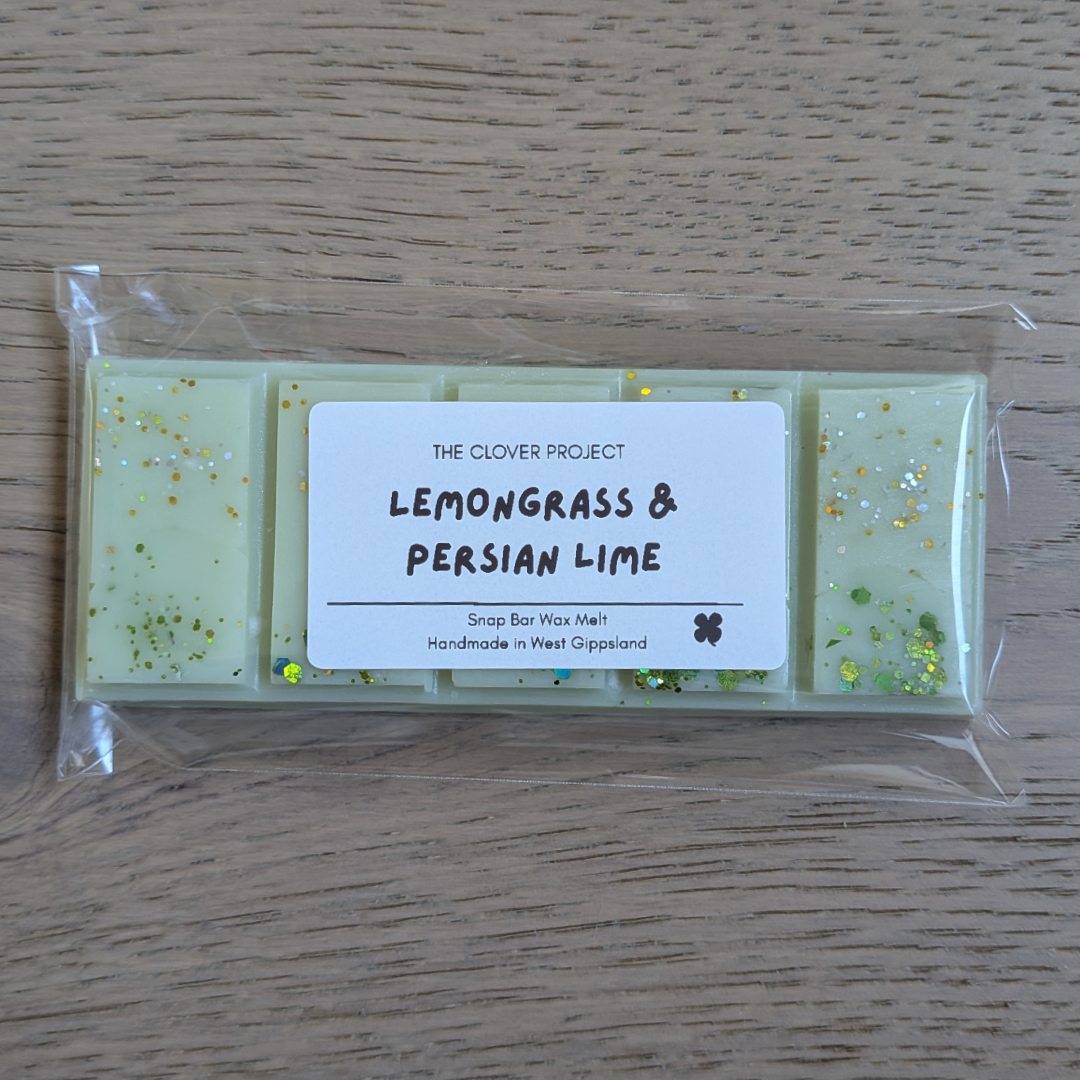 THE CLOVER PROJECT
LEMONGRASS &
PERSIAN LIME
Snap Bar Wax Melt
Handmade in West Gippsland